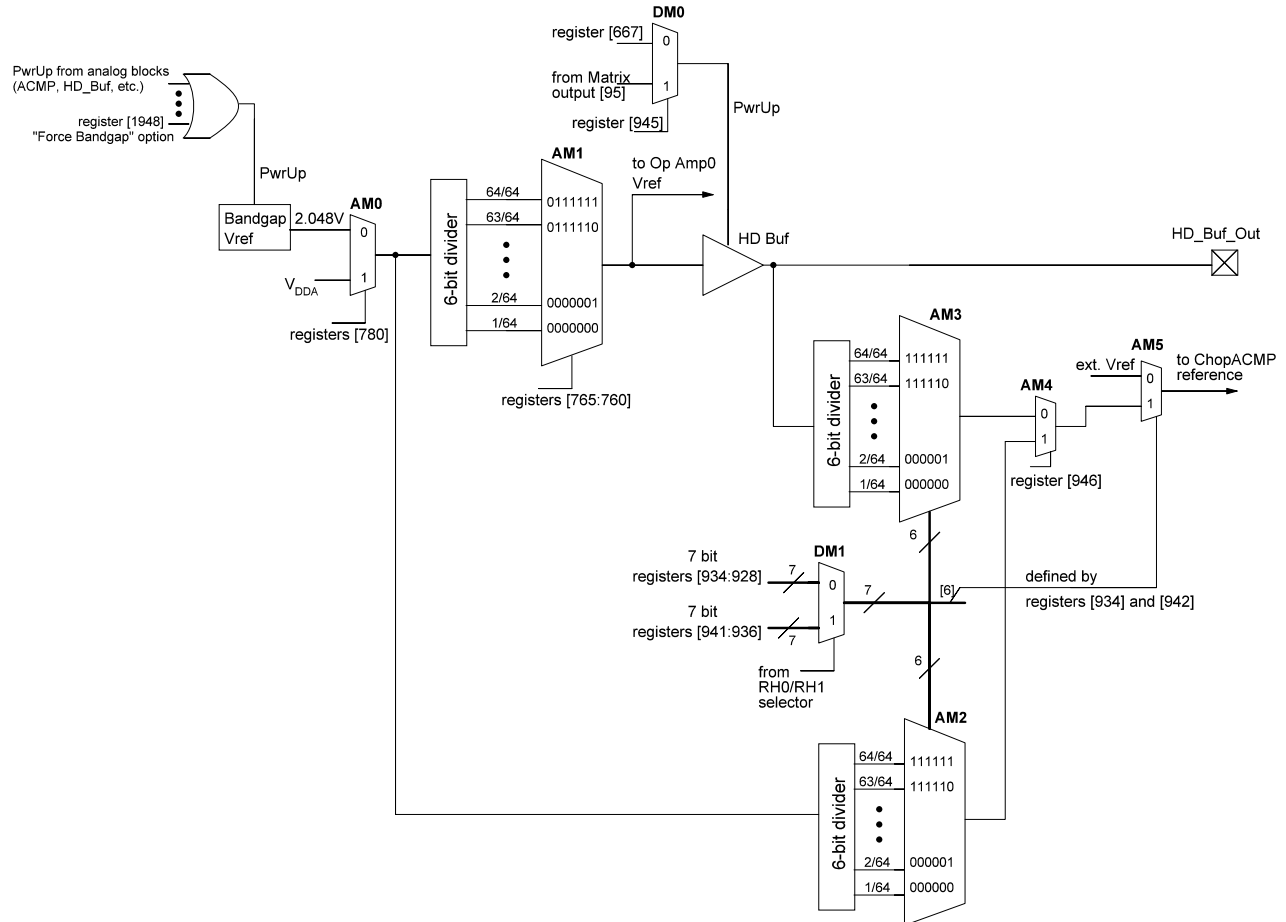 DM0
register [667]
0
from Matrix
output [95]
1
register [945]
PwrUp
PwrUp from analog blocks
(ACMP, HD_Buf, etc.)
register [1948]
"Force Bandgap" option
PwrUp
Bandgap
Vref
2.048V
AM0
0
1
VDDA
registers [780]
6-bit divider
AM1
64/64
0111111
63/64
0111110
2/64
0000001
1/64
0000000
registers [765:760]
to Op Amp0
Vref
HD Buf
HD_Buf_Out
AM3
6-bit divider
64/64
111111
63/64
111110
2/64
000001
1/64
000000
AM4
0
1
register [946]
AM5
ext. Vref
0
1
to ChopACMP
reference
6
7 bit
registers [934:928]
7
7 bit
registers [941:936]
7
DM1
0
1
from
RH0/RH1
selector
7
[6]
defined by
registers [934] and [942]
6
AM2
6-bit divider
64/64
111111
63/64
111110
2/64
000001
1/64
000000